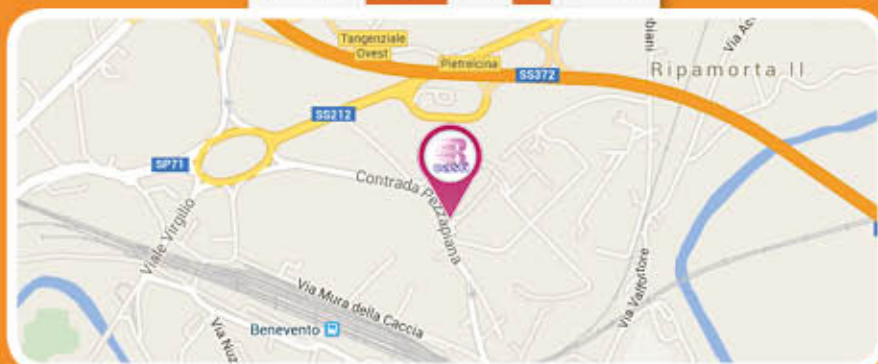 Tangenziale
Ovest
Pietrelcina
SS372
Ripamorta II
SS212
SP71
Contrada Pezzapiana
Viale Virgilio
Via Mura della Caccia
Via Valfortore
Benevento